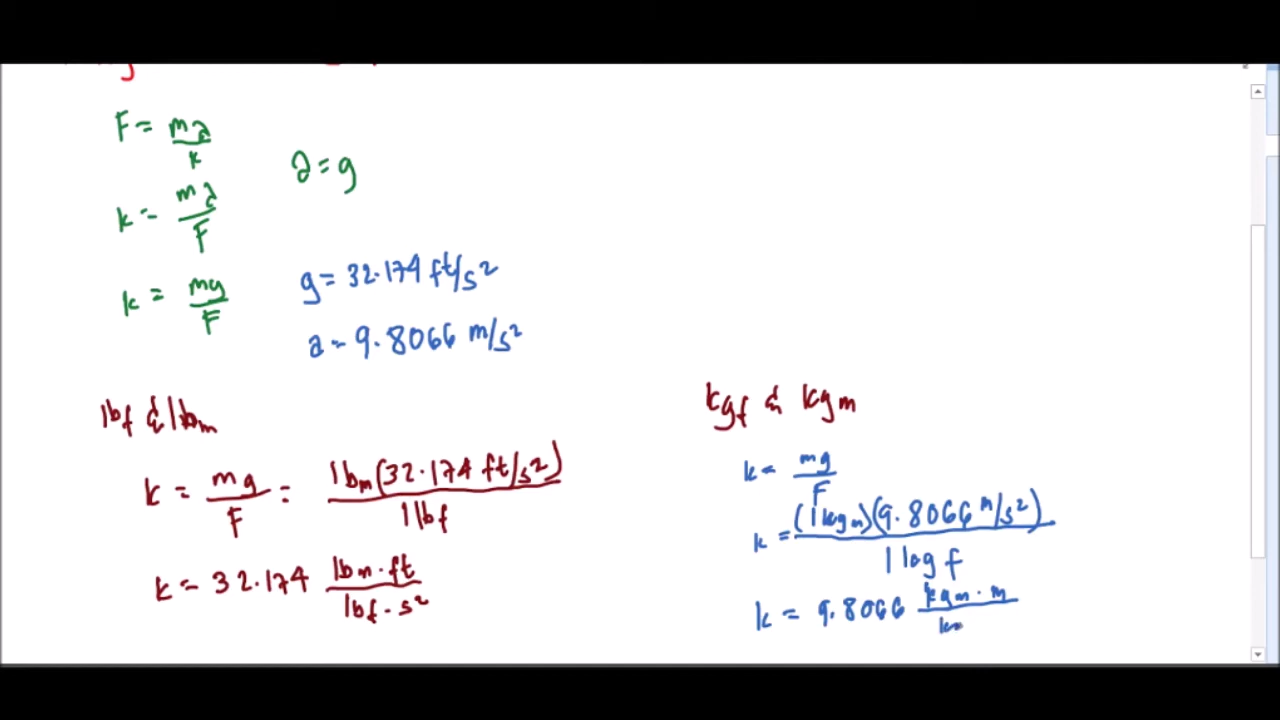 F = ma/k
a = g
k = ma/F
k = mg/F
g = 32.174 ft/s²
a = 9.8066 m/s²
lbf & lbm
k = mg/F = lbm(32.174 ft/s²)/1 lbf
k = 32.174 lbm·ft/lbf·s²
kgf & kgm
k = mg/F
k = (1 kgm)(9.8066 m/s²)/1 kgf
k = 9.8066 kgm·m/